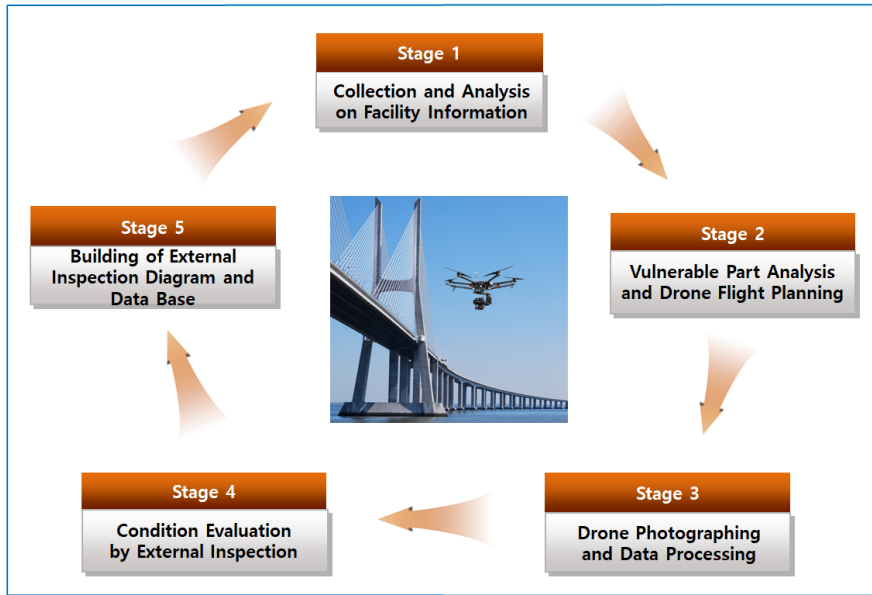 Stage 1
Collection and Analysis
on Facility Information
Stage 2
Vulnerable Part Analysis
and Drone Flight Planning
Stage 3
Drone Photographing
and Data Processing
Stage 4
Condition Evaluation
by External Inspection
Stage 5
Building of External
Inspection Diagram and
Data Base